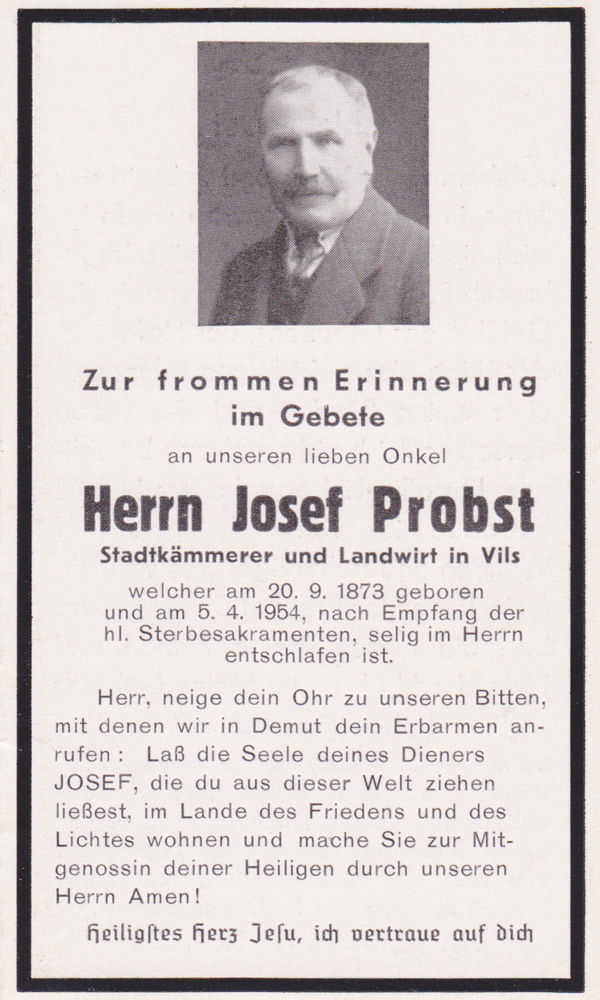 Zur frommen Erinnerung
im Gebete
an unseren lieben Onkel
Herrn Josef Probst
Stadtkämmerer und Landwirt in Vils
welcher am 20. 9. 1873 geboren
und am 5. 4. 1954, nach Empfang der
hl. Sterbesakramenten, selig im Herrn
entschlafen ist.
Herr, neige dein Ohr zu unseren Bitten,
mit denen wir in Demut dein Erbarmen an-
rufen : Laß die Seele deines Dieners
JOSEF, die du aus dieser Welt ziehen
ließest, im Lande des Friedens und des
Lichtes wohnen und mache Sie zur Mit-
genossin deiner Heiligen durch unseren
Herrn Amen!
Heiligſtes Herz Jeſu, ich vertraue auf dich